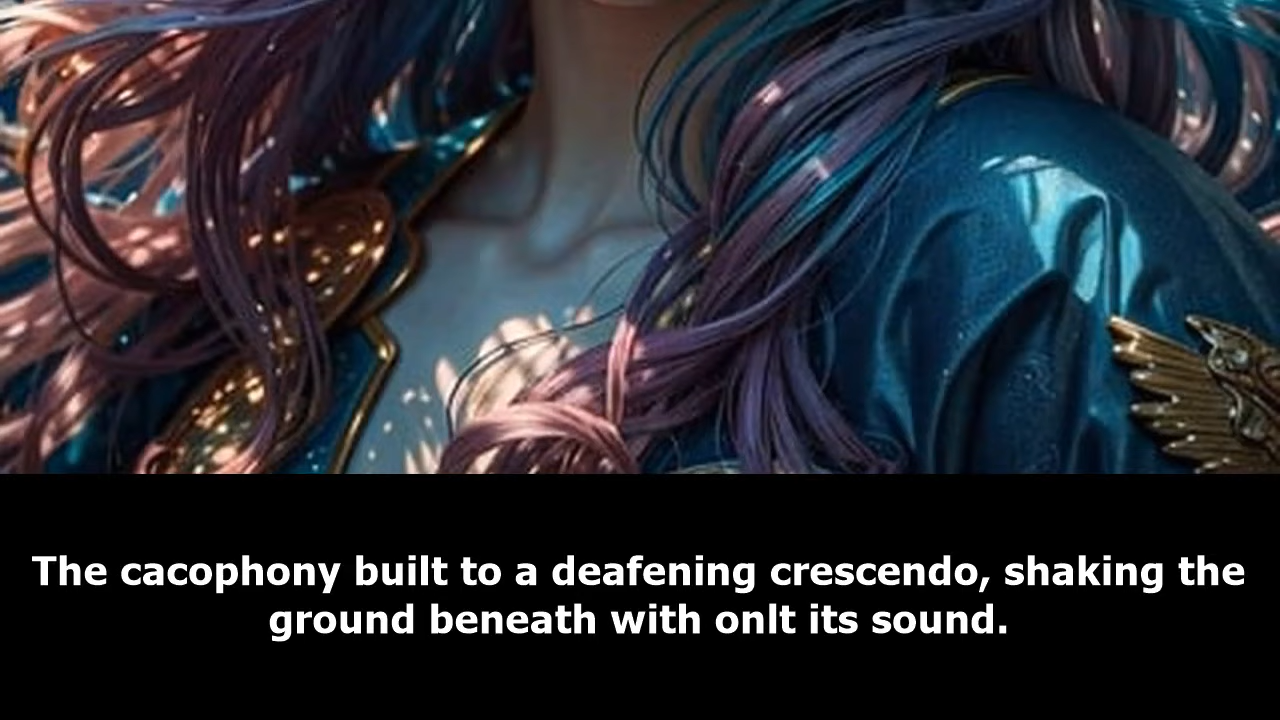 The cacophony built to a deafening crescendo, shaking the
ground beneath with onlt its sound.